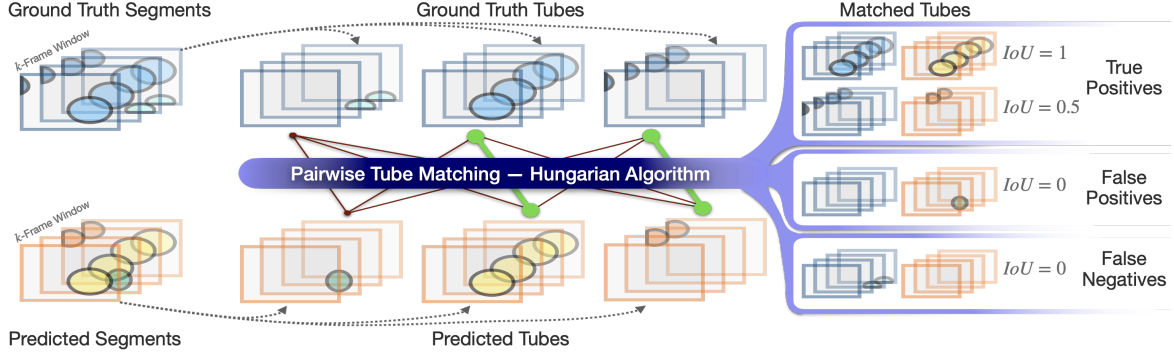 Ground Truth Segments
Ground Truth Tubes
Matched Tubes
k-Frame Window
IoU = 1
IoU = 0.5
True
Positives
Pairwise Tube Matching — Hungarian Algorithm
IoU = 0
False
Positives
k-Frame Window
IoU = 0
False
Negatives
Predicted Segments
Predicted Tubes